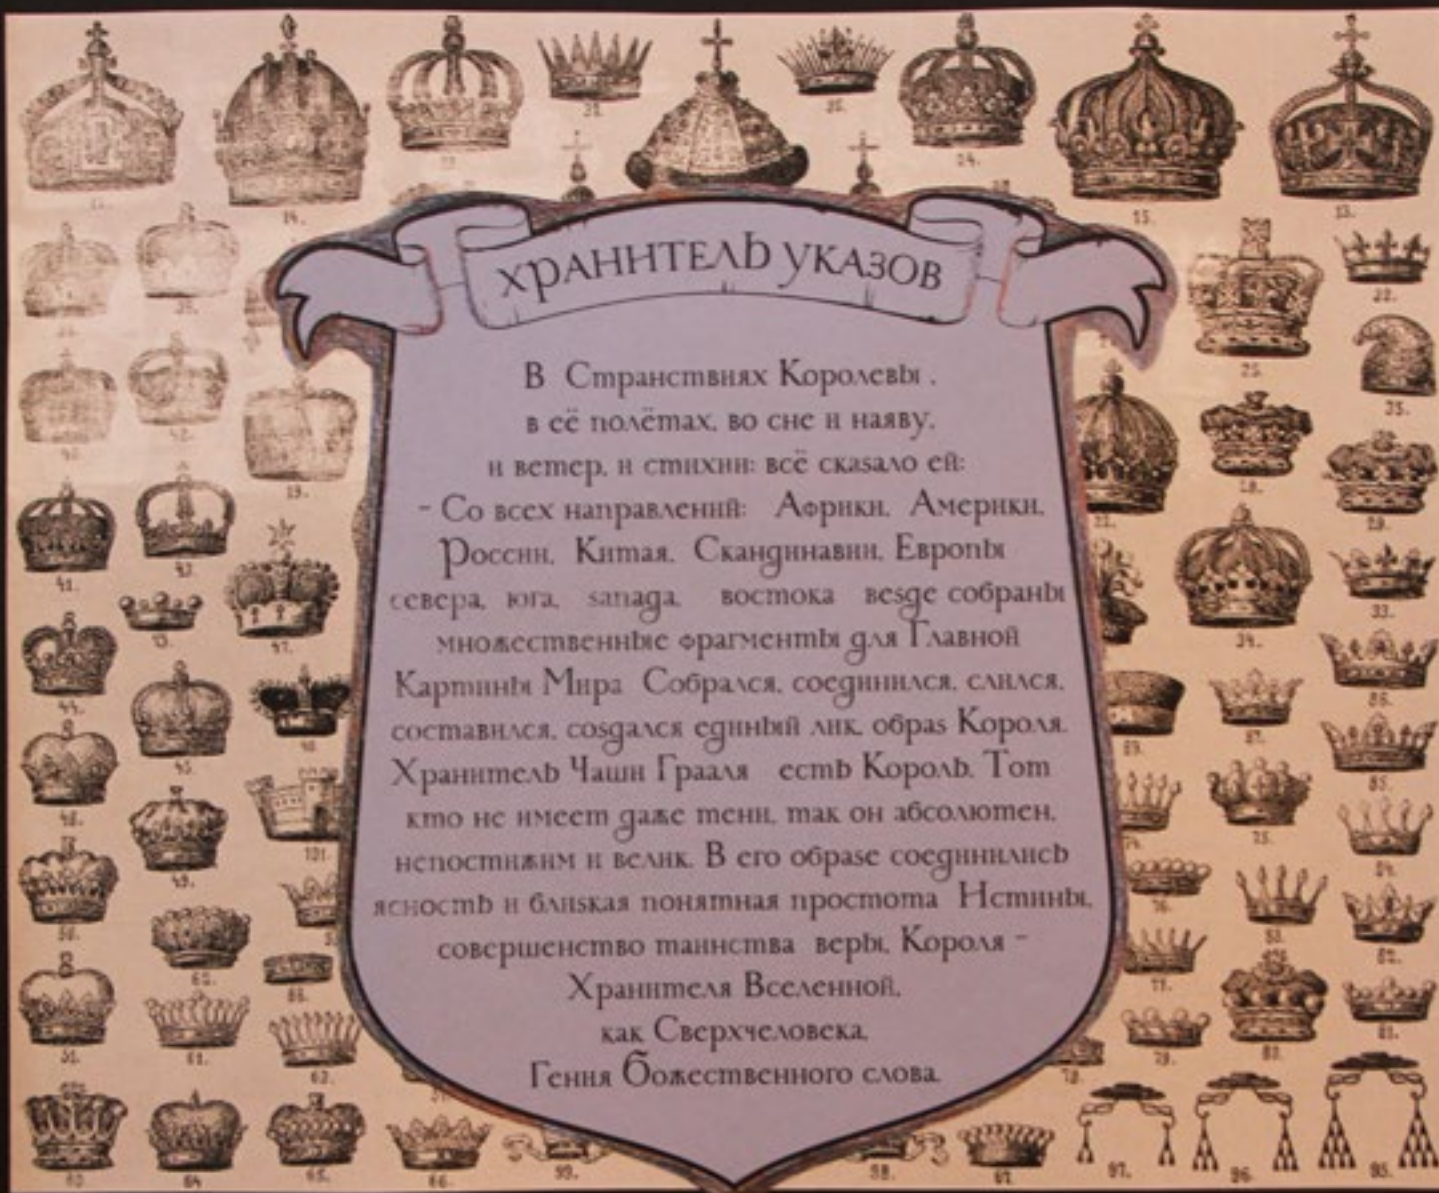 ХРАНИТЕЛЬ УКАЗОВ
В Странствиях Королевы,
в её полётах, во сне и наяву,
и ветер, и стихии: всё сказало ей:
- Со всех направлений: Африки, Америки,
России, Китая, Скандинавии, Европы
севера, юга, запада, востока везде собраны
множественные фрагменты для Главной
Картины Мира Собрался, соединился, слился,
составился, создался единый лик, образ Короля.
Хранитель Чаши Грааля есть Король. Тот
кто не имеет даже тени, так он абсолютен,
непостижим и велик. В его образе соединились
ясность и близкая понятная простота Истины,
совершенство таинства веры, Короля -
Хранителя Вселенной,
как Сверхчеловека,
Гения Божественного слова.